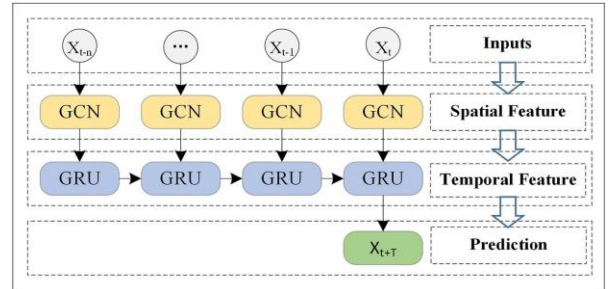 X_{t-n} ... X_{t-1} X_t Inputs
GCN GCN GCN GCN Spatial Feature
GRU GRU GRU GRU Temporal Feature
X_{t+T} Prediction